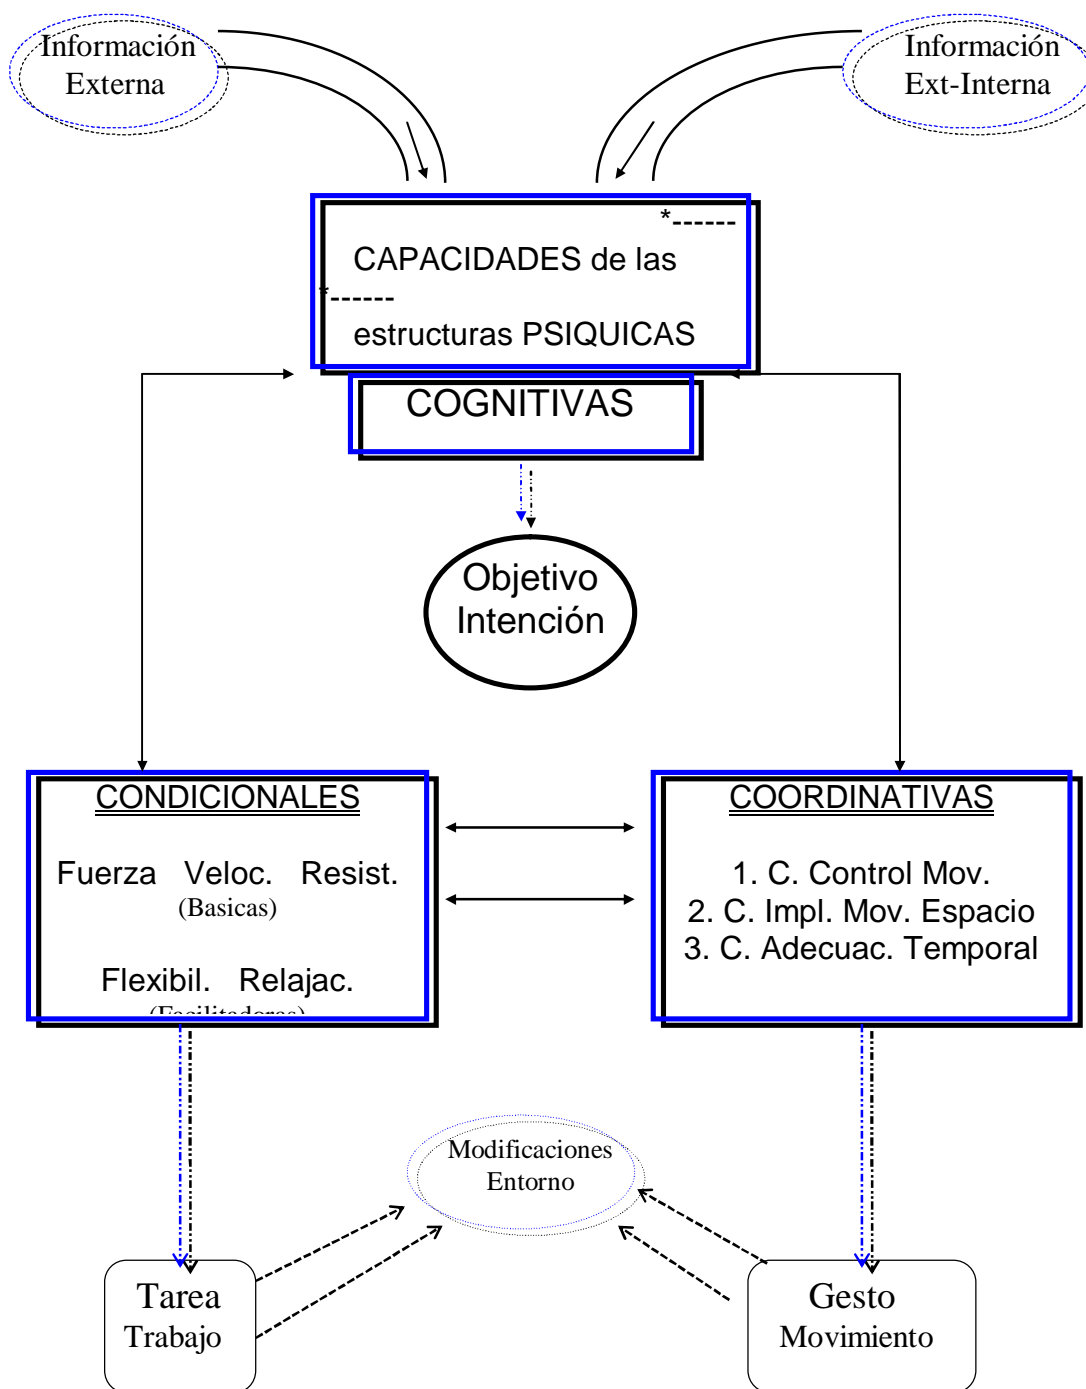 Información
Externa
Información
Ext-Interna
*------
CAPACIDADES de las
*------
estructuras PSIQUICAS
COGNITIVAS
Objetivo
Intención
CONDICIONALES
Fuerza Veloc. Resist.
(Basicas)
Flexibil. Relajac.
(Facilitadoras)
COORDINATIVAS
1. C. Control Mov.
2. C. Impl. Mov. Espacio
3. C. Adecuac. Temporal
Modificaciones
Entorno
Tarea
Trabajo
Gesto
Movimiento